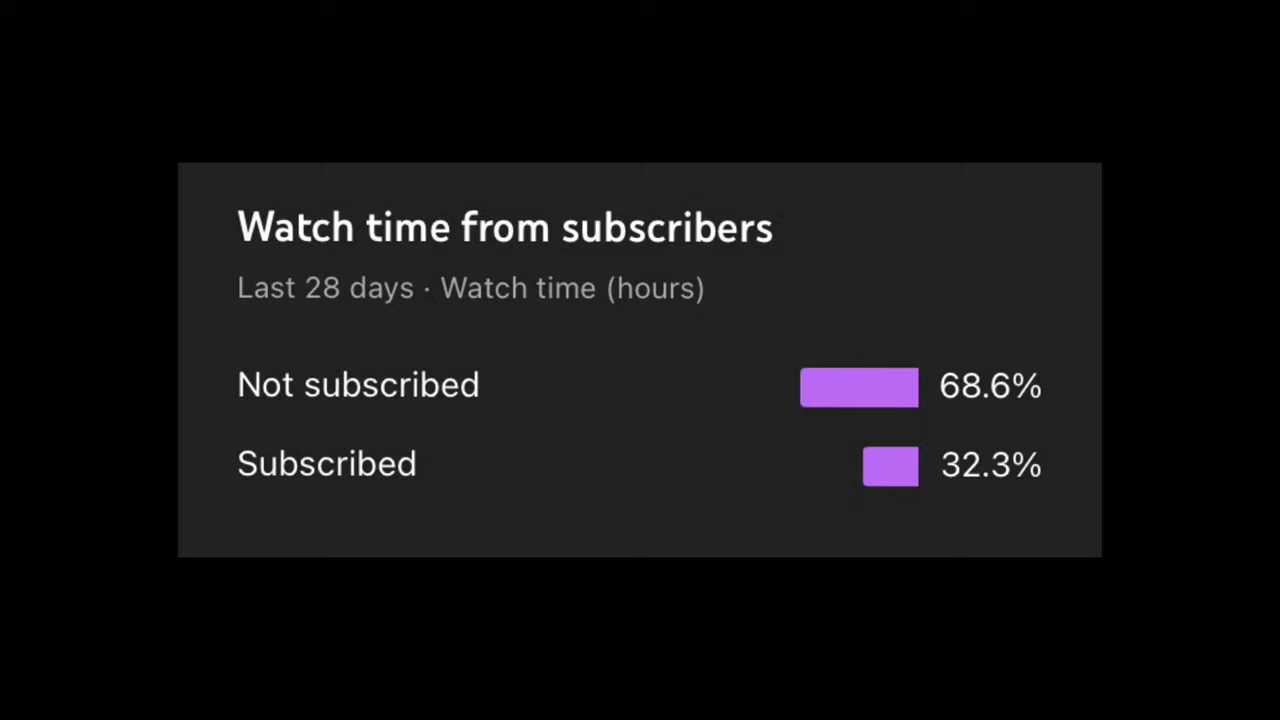 Watch time from subscribers
Last 28 days · Watch time (hours)
Not subscribed 68.6%
Subscribed 32.3%